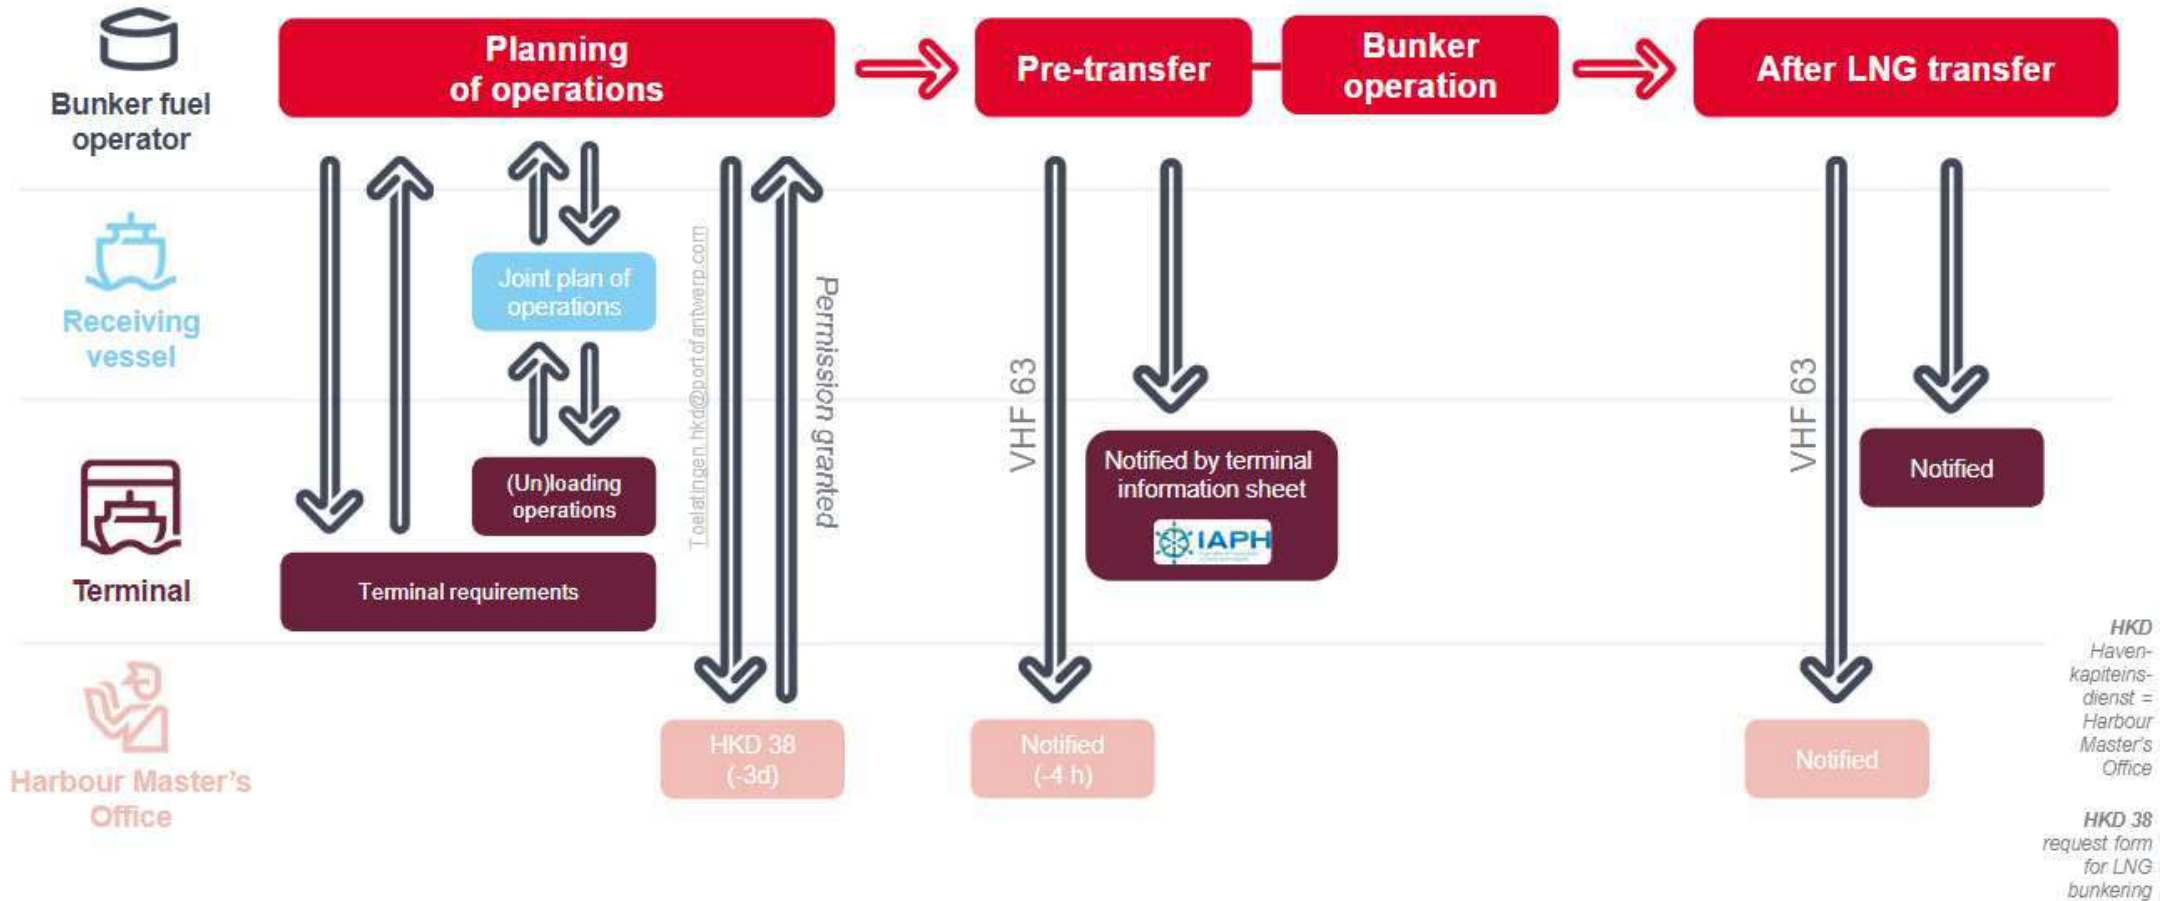 Bunker fuel
operator
Planning
of operations
Pre-transfer
Bunker
operation
After LNG transfer
Receiving
vessel
Joint plan of
operations
Toelatingen.hkd@portofantwerp.com
Permission granted
VHF 63
VHF 63
Terminal
(Un)loading
operations
Terminal requirements
Notified by terminal
information sheet
IAPH
Notified
Harbour Master's
Office
HKD 38
(-3d)
Notified
(-4 h)
Notified
HKD
Haven-
kapiteins-
dienst =
Harbour
Master's
Office
HKD 38
request form
for LNG
bunkering